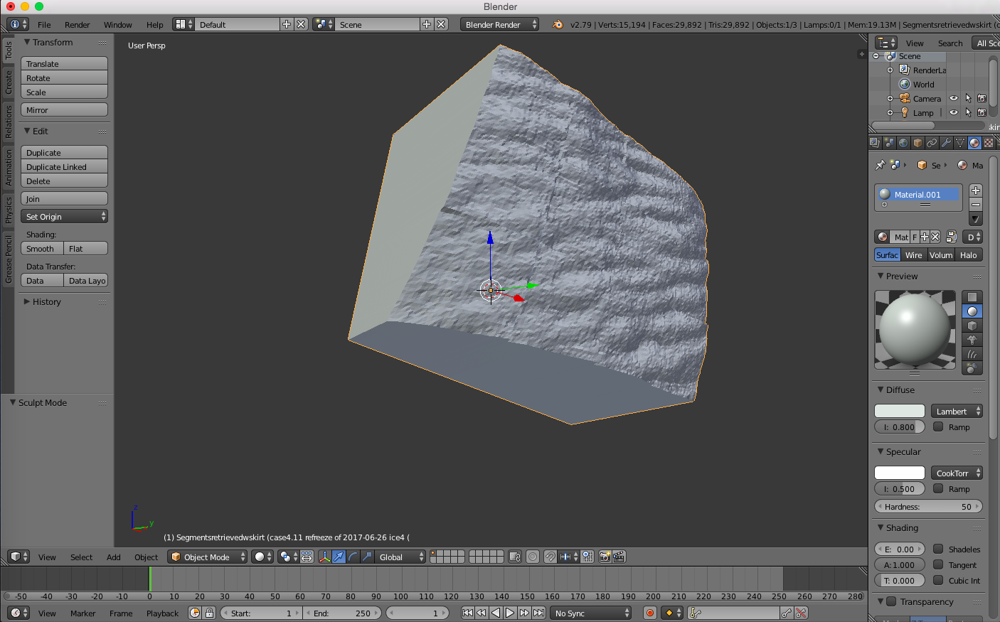 Blender
File Render Window Help Default Scene Blender Render v2.79 | Verts:15,194 | Faces:29,892 | Tris:29,892 | Objects:1/3 | Lamps:0/1 | Mem:19.13M | Segmentsretrievedwskirt (c
Tools
Create
Relations
Animation
Physics
Grease Pencil
Transform
Translate
Rotate
Scale
Mirror
Edit
Duplicate
Duplicate Linked
Delete
Join
Set Origin
Shading:
Smooth Flat
Data Transfer:
Data Data Layo
History
Sculpt Mode
User Persp
z
y
(1) Segmentsretrievedwskirt (case4.11 refreeze of 2017-06-26 ice4 (
View Search All Sce
Scene
RenderLa
World
Camera
Lamp
skir
Se Ma
Material.001
Mat F D
Surfac Wire Volum Halo
Preview
Diffuse
Lambert
I: 0.800 Ramp
Specular
CookTorr
I: 0.500 Ramp
Hardness: 50
Shading
E: 0.00 Shadeles
A: 1.000 Tangent
T: 0.000 Cubic Int
Transparency
View Select Add Object Object Mode Global
-50 -40 -30 -20 -10 0 10 20 30 40 50 60 70 80 90 100 110 120 130 140 150 160 170 180 190 200 210 220 230 240 250 260 270 280
View Marker Frame Playback Start: 1 End: 250 1 No Sync